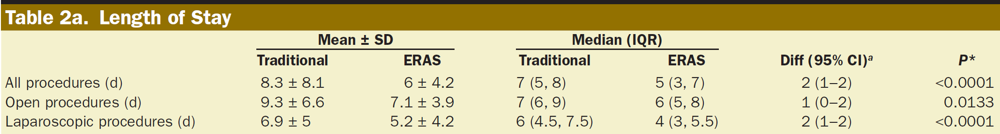 Table 2a. Length of Stay
Mean ± SD Median (IQR)
Traditional ERAS Traditional ERAS Diff (95% CI)a P*
All procedures (d) 8.3 ± 8.1 6 ± 4.2 7 (5, 8) 5 (3, 7) 2 (1–2) <0.0001
Open procedures (d) 9.3 ± 6.6 7.1 ± 3.9 7 (6, 9) 6 (5, 8) 1 (0–2) 0.0133
Laparoscopic procedures (d) 6.9 ± 5 5.2 ± 4.2 6 (4.5, 7.5) 4 (3, 5.5) 2 (1–2) <0.0001